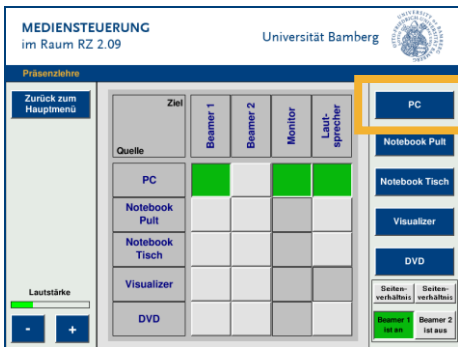 MEDIENSTEUERUNG
im Raum RZ 2.09
Universität Bamberg
Präsenzlehre
Zurück zum
Hauptmenü
Ziel
Quelle
Beamer 1
Beamer 2
Monitor
Laut-
sprecher
PC
Notebook
Pult
Notebook
Tisch
Visualizer
DVD
PC
Notebook Pult
Notebook Tisch
Visualizer
DVD
Seiten-
verhältnis
Seiten-
verhältnis
Beamer 1
ist an
Beamer 2
ist aus
Lautstärke
-
+